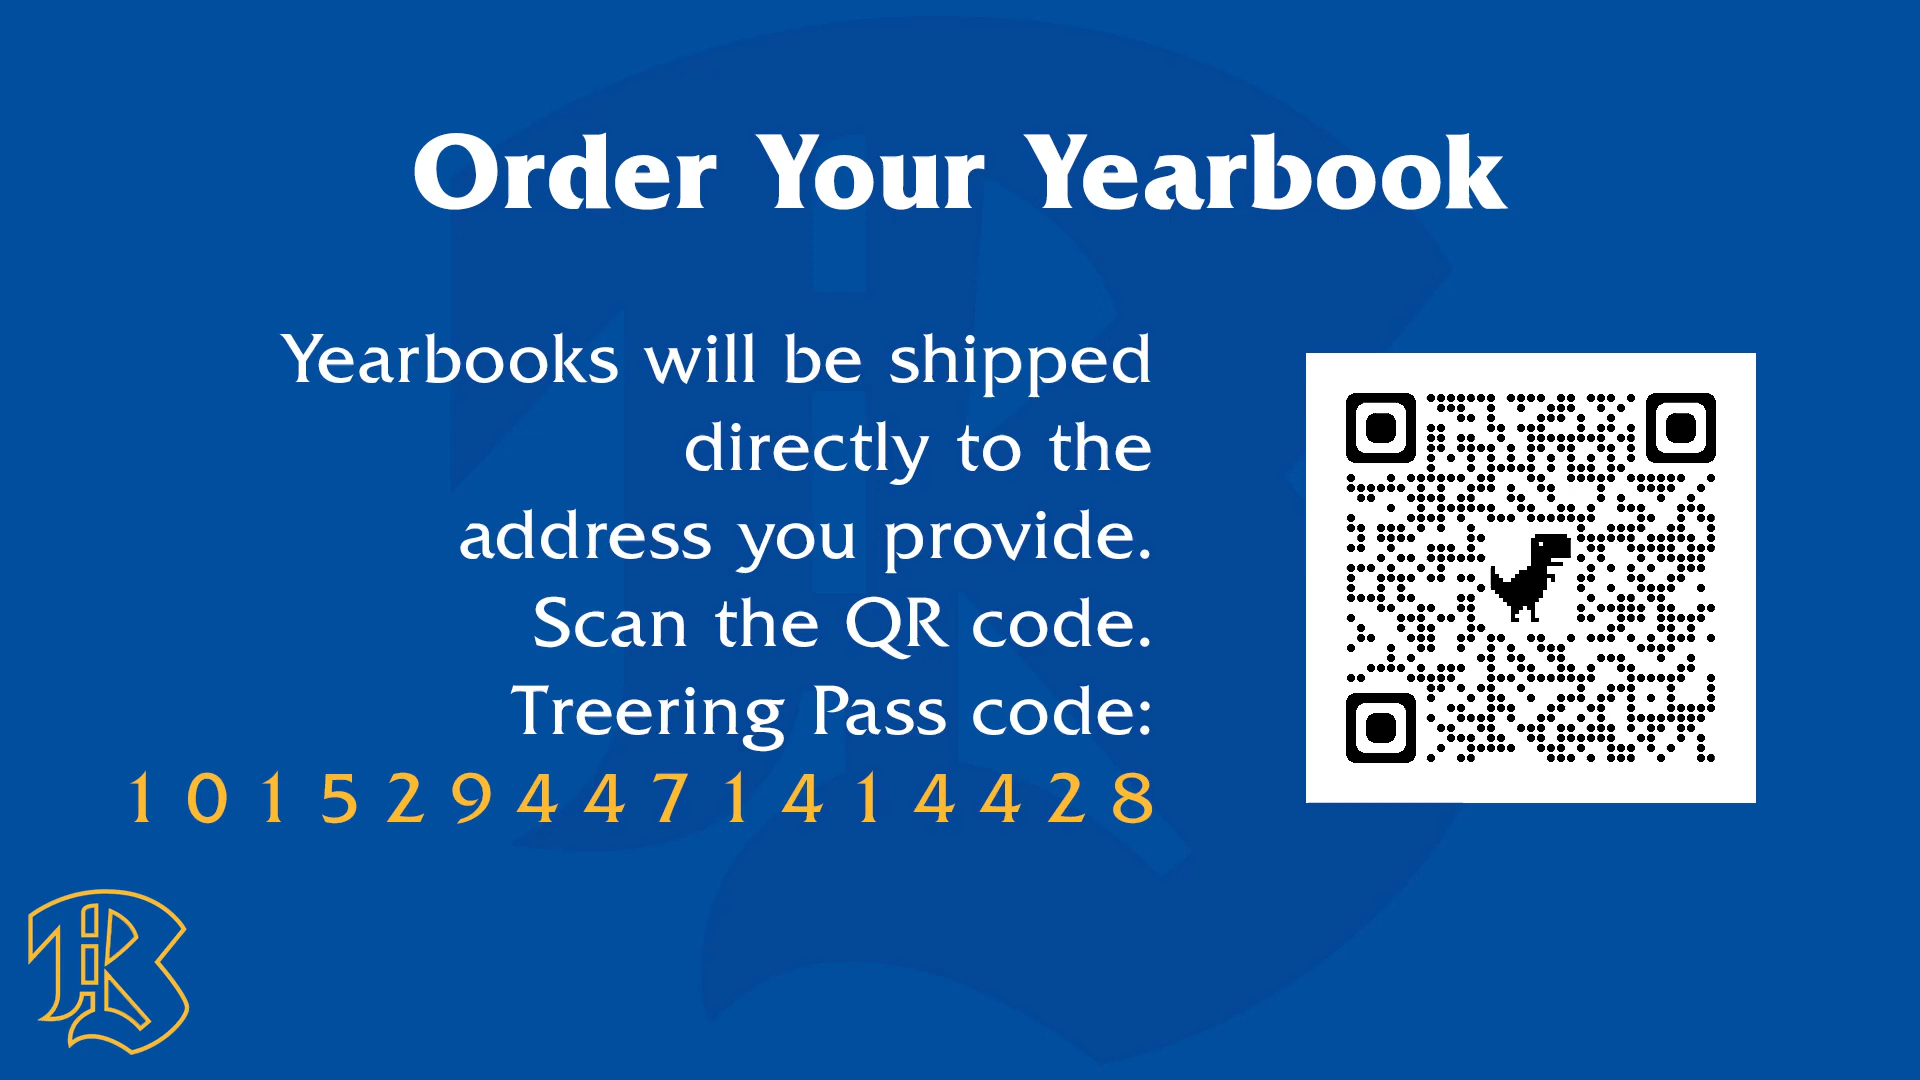 Order Your Yearbook
Yearbooks will be shipped
directly to the
address you provide.
Scan the QR code.
Treering Pass code:
1 0 1 5 2 9 4 4 7 1 4 1 4 4 2 8
B